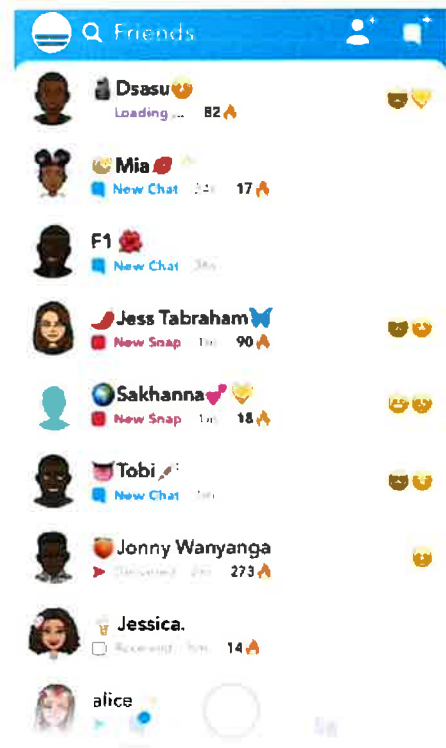 Friends
Dsasu
Loading ... 82
Mia
New Chat 17
F1
New Chat
Jess Tabraham
New Snap 90
Sakhanna
New Snap 18
Tobi
New Chat
Jonny Wanyanga
273
Jessica.
Received 14
alice